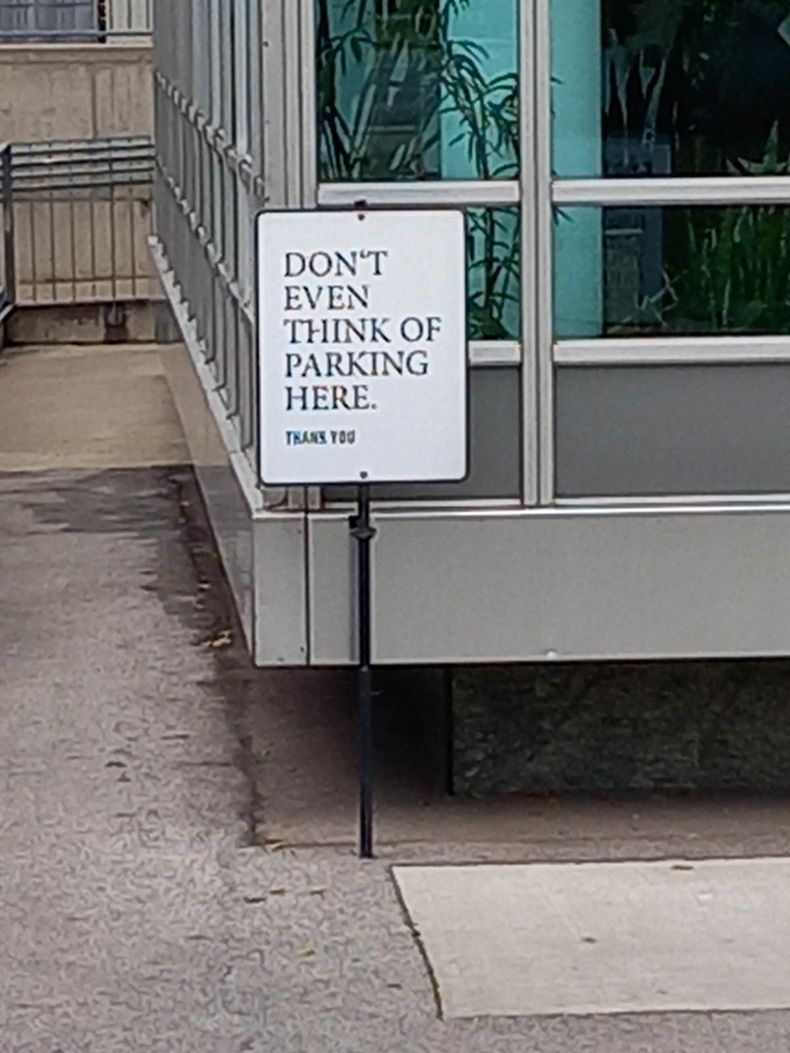 DON'T
EVEN
THINK OF
PARKING
HERE.
THANK YOU